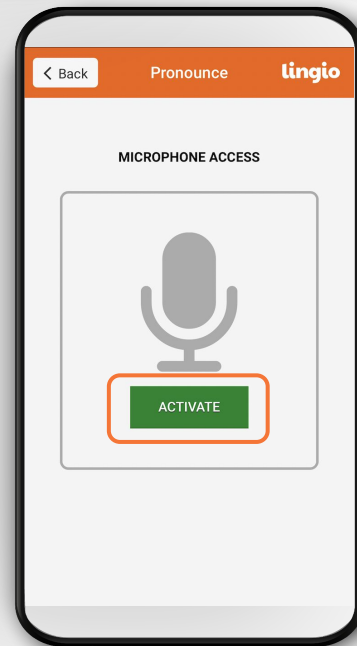 Back
Pronounce
lingio
MICROPHONE ACCESS
ACTIVATE